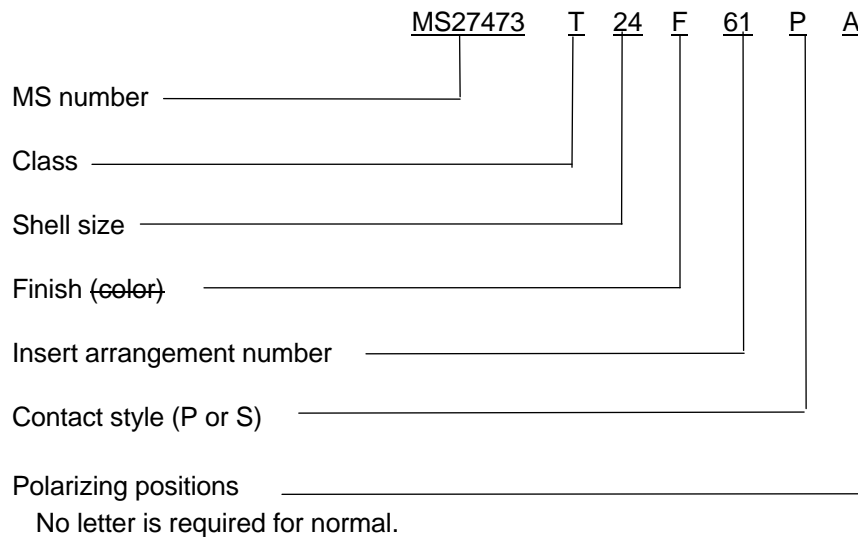 MS27473 T 24 F 61 P A
MS number
Class
Shell size
Finish (color)
Insert arrangement number
Contact style (P or S)
Polarizing positions
No letter is required for normal.